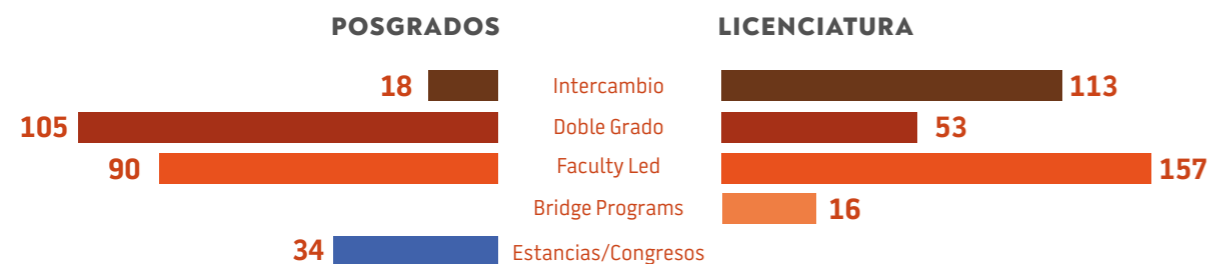 POSGRADOS LICENCIATURA
18 Intercambio 113
105 Doble Grado 53
90 Faculty Led 157
Bridge Programs 16
34 Estancias/Congresos